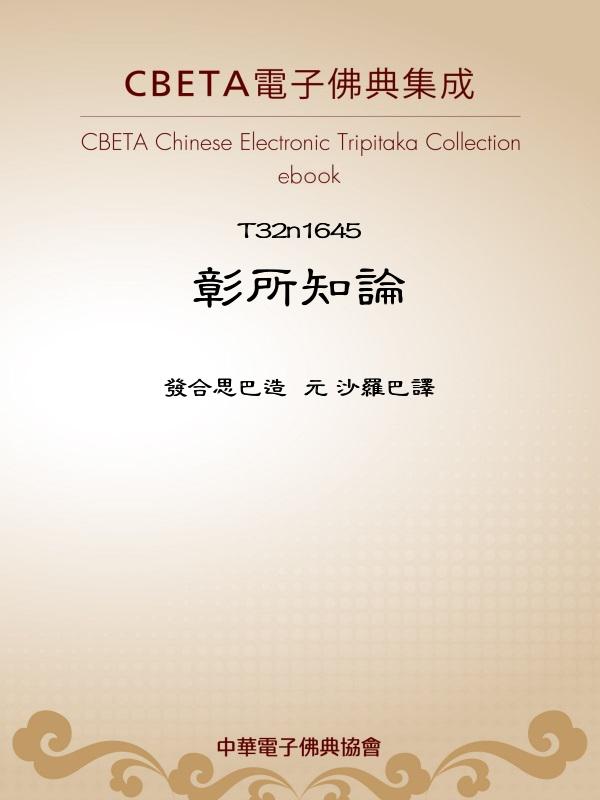 CBETA電子佛典集成
CBETA Chinese Electronic Tripitaka Collection
ebook
T32n1645
彰所知論
發合思巴造 元 沙羅巴譯
中華電子佛典協會